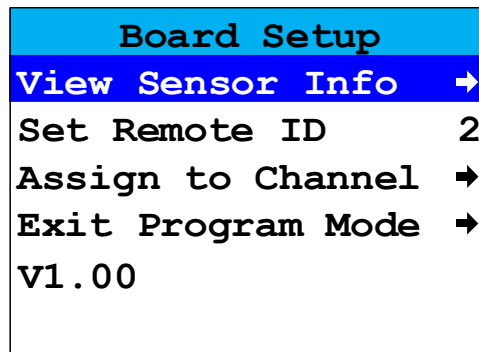 Board Setup
View Sensor Info →
Set Remote ID 2
Assign to Channel →
Exit Program Mode →
V1.00